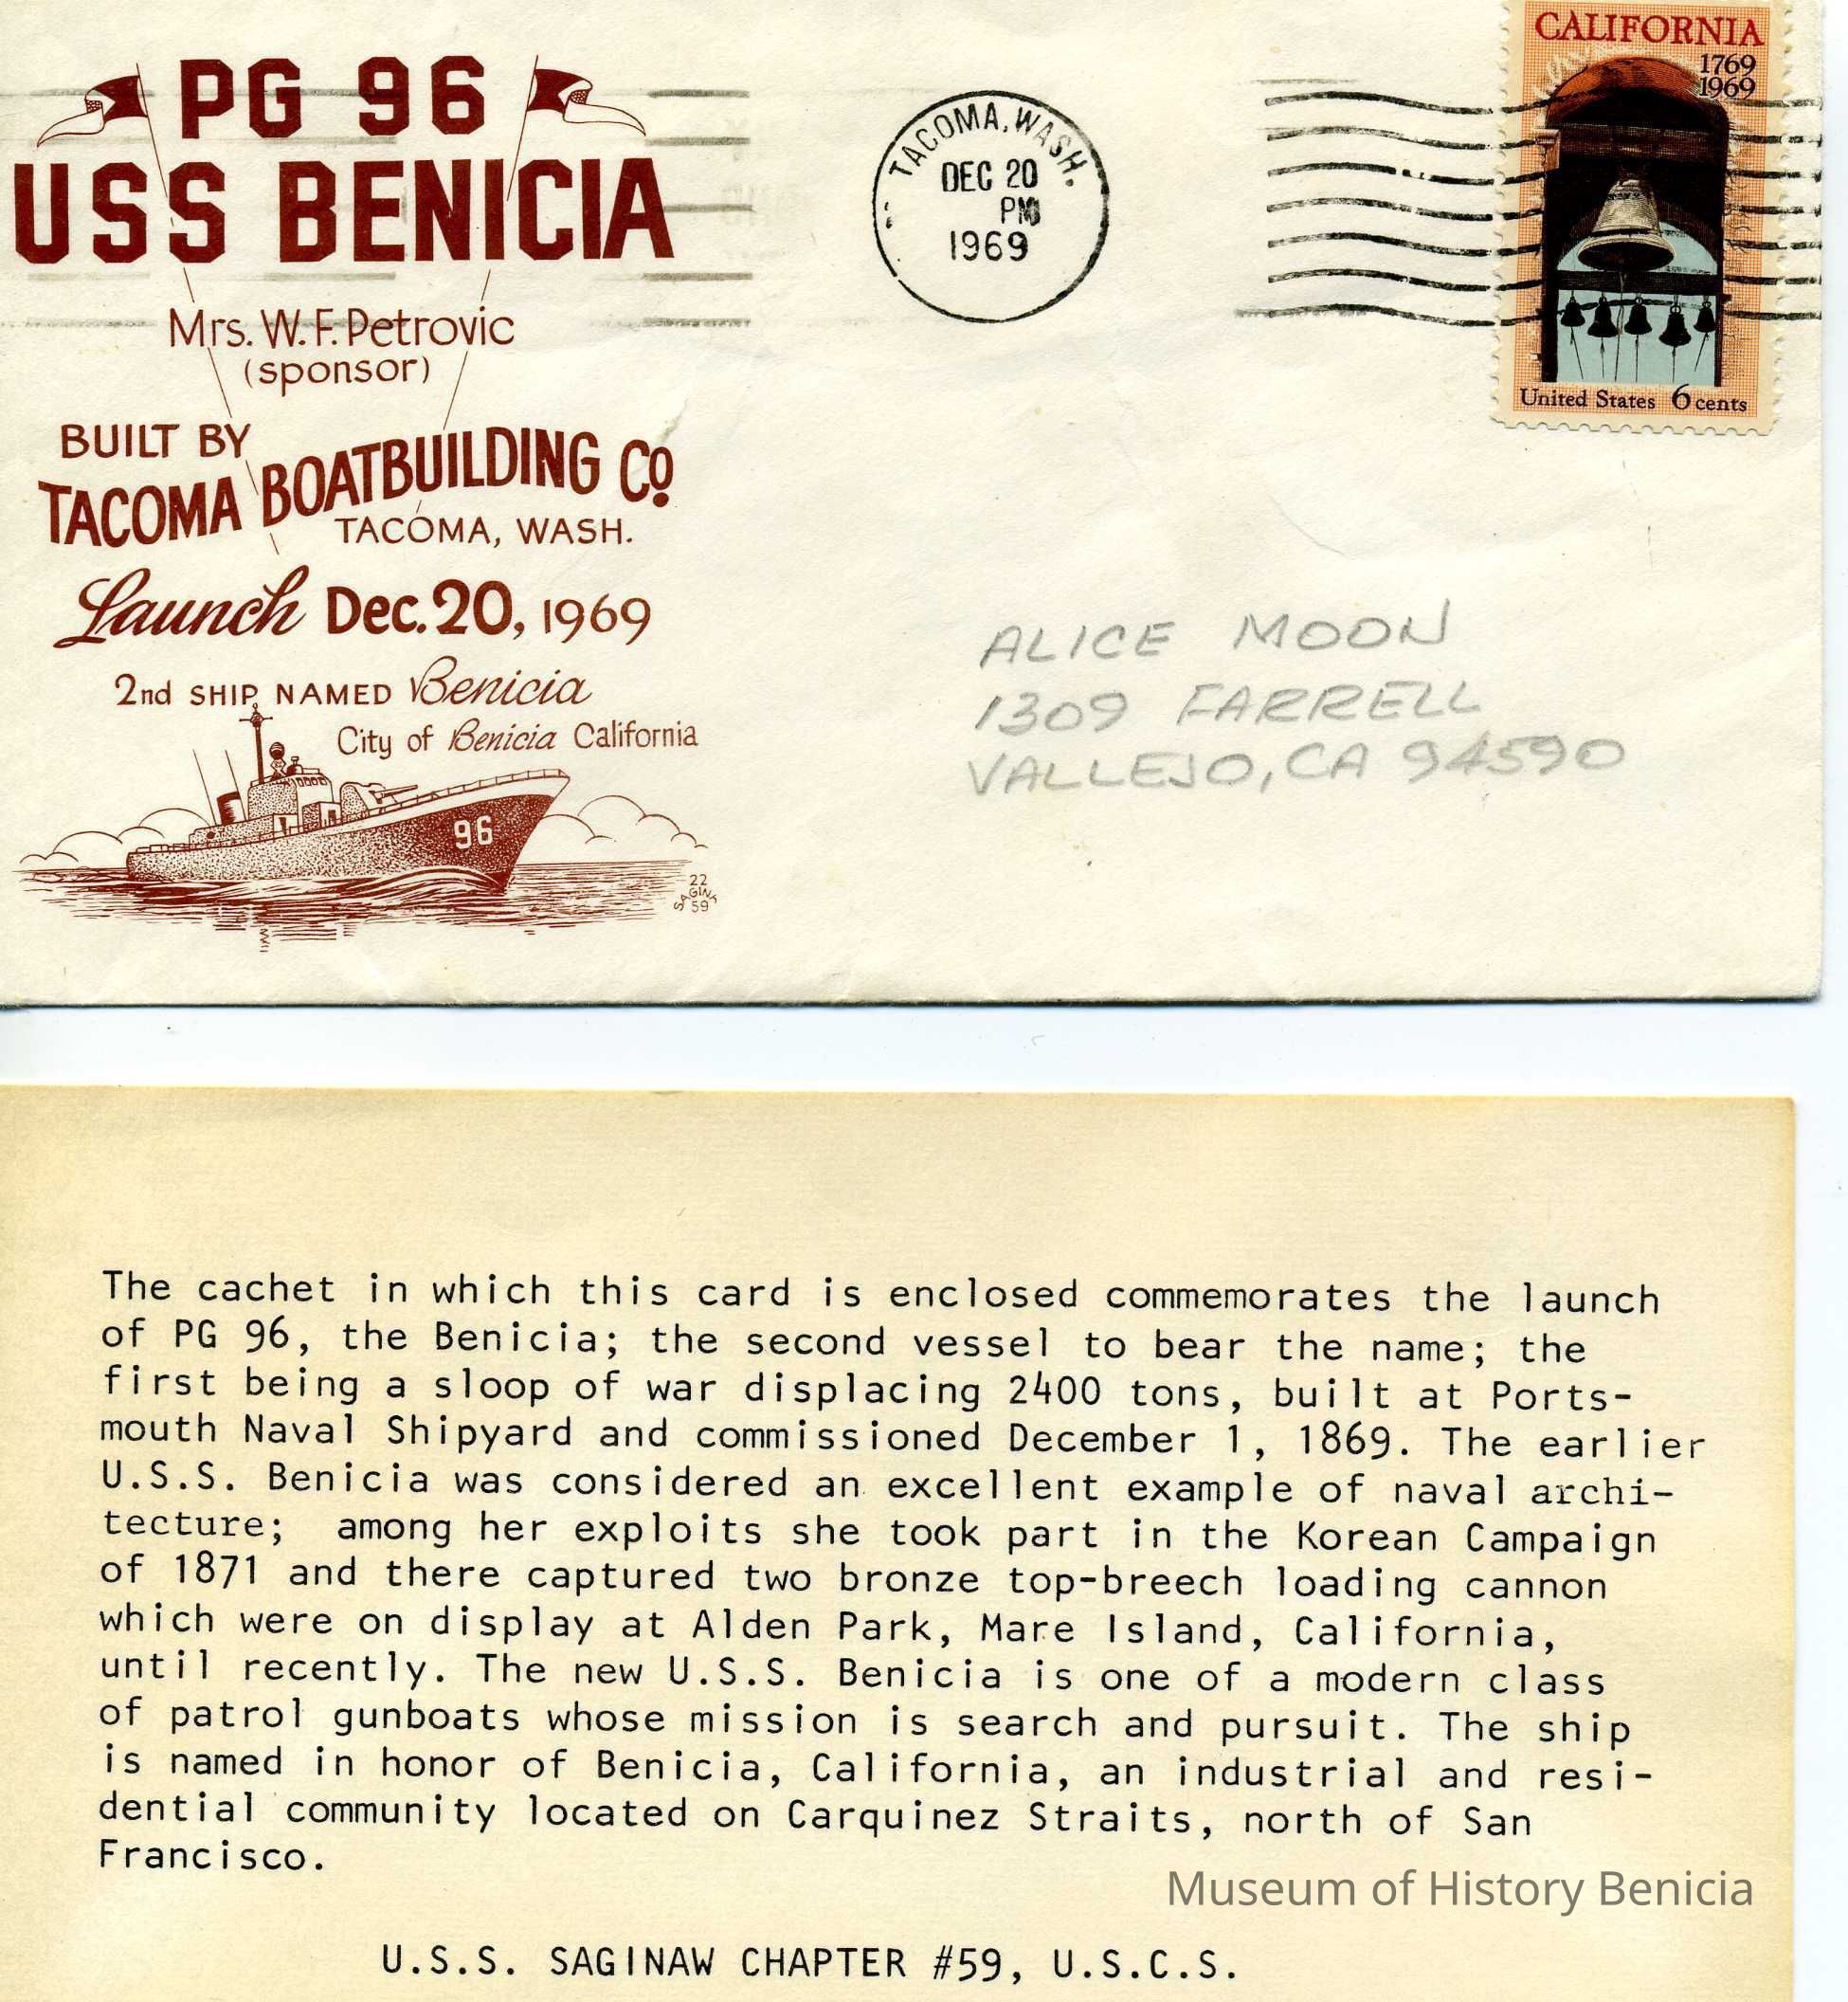 PG 96
USS BENICIA
Mrs. W. F. Petrovic
(sponsor)
BUILT BY
TACOMA BOATBUILDING Co.
TACOMA, WASH.
Launch Dec. 20, 1969
2nd SHIP NAMED Benicia
City of Benicia California
96
22
59
TACOMA, WASH.
DEC 20
PM
1969
CALIFORNIA
1769
1969
United States 6 cents
ALICE MOON
1309 FARRELL
VALLEJO, CA 94590
The cachet in which this card is enclosed commemorates the launch
of PG 96, the Benicia; the second vessel to bear the name; the
first being a sloop of war displacing 2400 tons, built at Ports-
mouth Naval Shipyard and commissioned December 1, 1869. The earlier
U.S.S. Benicia was considered an excellent example of naval archi-
tecture; among her exploits she took part in the Korean Campaign
of 1871 and there captured two bronze top-breech loading cannon
which were on display at Alden Park, Mare Island, California,
until recently. The new U.S.S. Benicia is one of a modern class
of patrol gunboats whose mission is search and pursuit. The ship
is named in honor of Benicia, California, an industrial and resi-
dential community located on Carquinez Straits, north of San
Francisco.
Museum of History Benicia
U.S.S. SAGINAW CHAPTER #59, U.S.C.S.